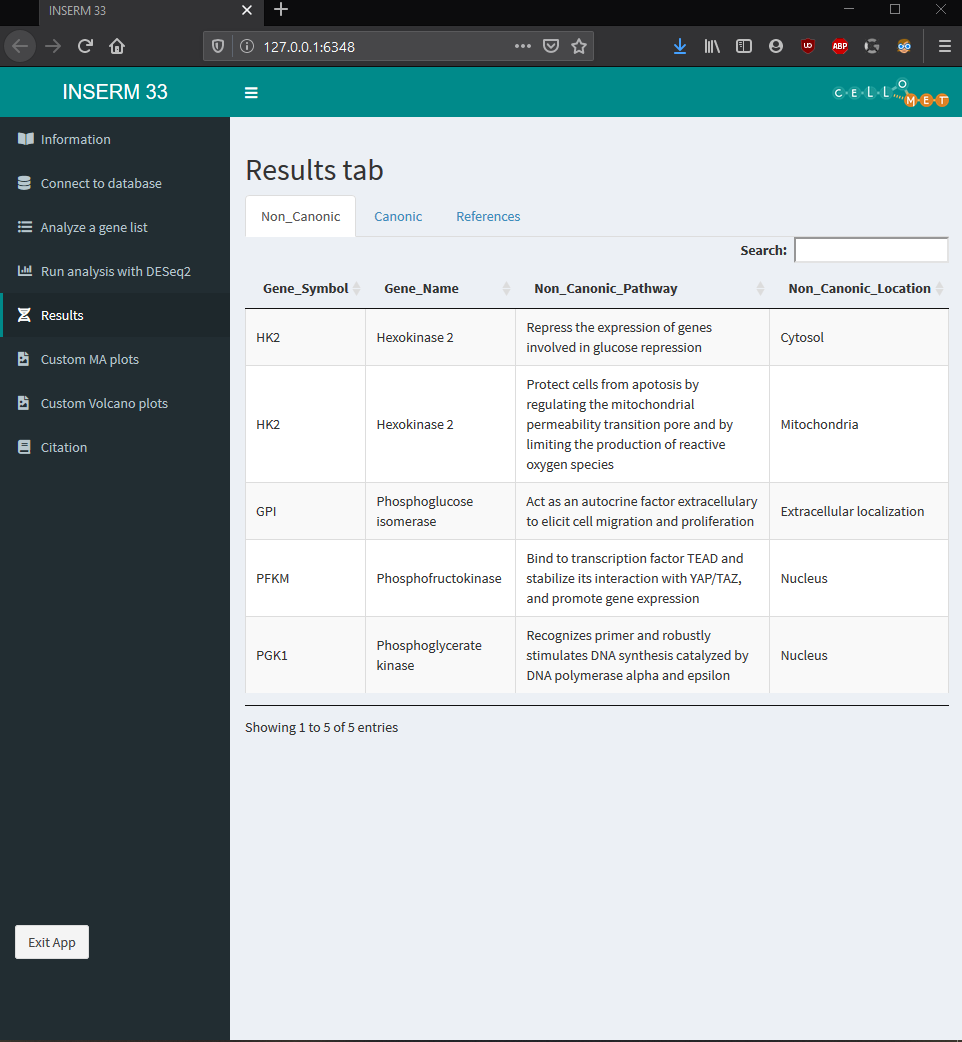 INSERM 33
127.0.0.1:6348
UD
ABP
INSERM 33
C E L L O M E T
Information
Connect to database
Analyze a gene list
Run analysis with DESeq2
Results
Custom MA plots
Custom Volcano plots
Citation
Exit App
Results tab
Non_Canonic Canonic References
Search:
Gene_Symbol Gene_Name Non_Canonic_Pathway Non_Canonic_Location
HK2
Hexokinase 2
Repress the expression of genes
involved in glucose repression
Cytosol
HK2
Hexokinase 2
Protect cells from apotosis by
regulating the mitochondrial
permeability transition pore and by
limiting the production of reactive
oxygen species
Mitochondria
GPI
Phosphoglucose
isomerase
Act as an autocrine factor extracellulary
to elicit cell migration and proliferation
Extracellular localization
PFKM
Phosphofructokinase
Bind to transcription factor TEAD and
stabilize its interaction with YAP/TAZ,
and promote gene expression
Nucleus
PGK1
Phosphoglycerate
kinase
Recognizes primer and robustly
stimulates DNA synthesis catalyzed by
DNA polymerase alpha and epsilon
Nucleus
Showing 1 to 5 of 5 entries